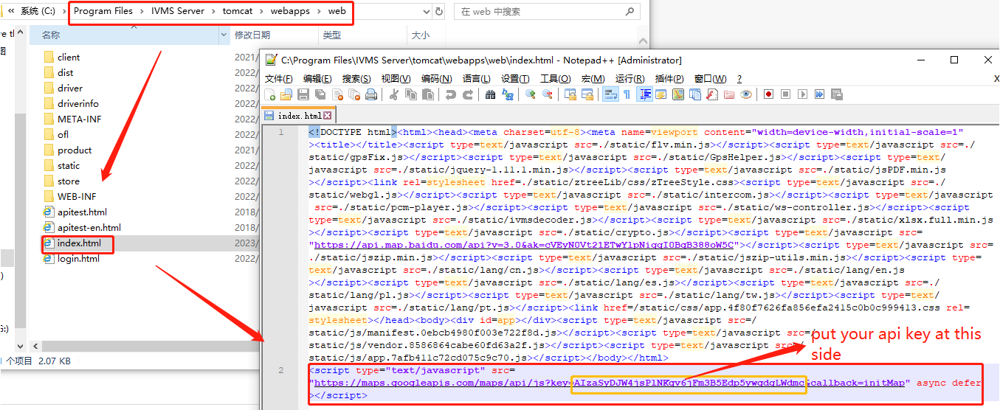 « 系统 (C:) › Program Files › IVMS Server › tomcat › webapps › web
在 web 中搜索
名称
修改日期
类型
大小
client
2021/
dist
2022/
driver
2022/
driverinfo
2022/
META-INF
2022/
ofl
2022/
product
2021/
static
2022/
store
2022/
WEB-INF
2022/
apitest.html
2018/
apitest-en.html
2018/
index.html
2023/
login.html
2022/
个项目 2.07 KB
C:\Program Files\IVMS Server\tomcat\webapps\web\index.html - Notepad++ [Administrator]
文件(F) 编辑(E) 搜索(S) 视图(V) 编码(N) 语言(L) 设置(T) 工具(O) 宏(M) 运行(R) 插件(P) 窗口(W) ?
X
index.html
1 <!DOCTYPE html><html><head><meta charset=utf-8><meta name=viewport content="width=device-width,initial-scale=1"
><title></title><script type=text/javascript src=./static/flv.min.js></script><script type=text/javascript src=./
static/gpsFix.js></script><script type=text/javascript src=./static/GpsHelper.js></script><script type=text/
javascript src=./static/jquery-1.11.1.min.js></script><script type=text/javascript src=./static/jsPDF.min.js
></script><link rel=stylesheet href=./static/ztreeLib/css/zTreeStyle.css><script type=text/javascript src=./
static/webgl.js></script><script type=text/javascript src=./static/intercom.js></script><script type=text/javascript
src=./static/pcm-player.js></script><script type=text/javascript src=./static/ws-controller.js></script><script
type=text/javascript src=./static/ivmsdecoder.js></script><script type=text/javascript src=./static/xlsx.full.min.js
></script><script type=text/javascript src=./static/crypto.js></script><script type=text/javascript src=
"https://api.map.baidu.com/api?v=3.0&ak=cVEyN0Vt21ETwYlpNiqqIOBqB388oW5C"></script><script type=text/javascript src=
./static/jszip.min.js></script><script type=text/javascript src=./static/jszip-utils.min.js></script><script type=
text/javascript src=./static/lang/cn.js></script><script type=text/javascript src=./static/lang/en.js
></script><script type=text/javascript src=./static/lang/es.js></script><script type=text/javascript src=./
static/lang/pl.js></script><script type=text/javascript src=./static/lang/tw.js></script><script type=text/
javascript src=./static/lang/pt.js></script><link href=/static/css/app.4f80f7626fa856efa2415c0b0c999413.css rel=
stylesheet></head><body><div id=app></div><script type=text/javascript src=/
static/js/manifest.0ebcb4980f003e722f8d.js></script><script type=text/javascript src=/
static/js/vendor.8586864cabe60fd63a2f.js></script><script type=text/javascript src=/
static/js/app.7afb411c72cd075c9c70.js></script></body></html>
put your api key at this
side
2 <script type="text/javascript" src=
"https://maps.googleapis.com/maps/api/js?key=AIzaSyDJW4jsPlNKgv6jFm3B5Edp5ywgdqLWdmc&callback=initMap" async defer
></script>